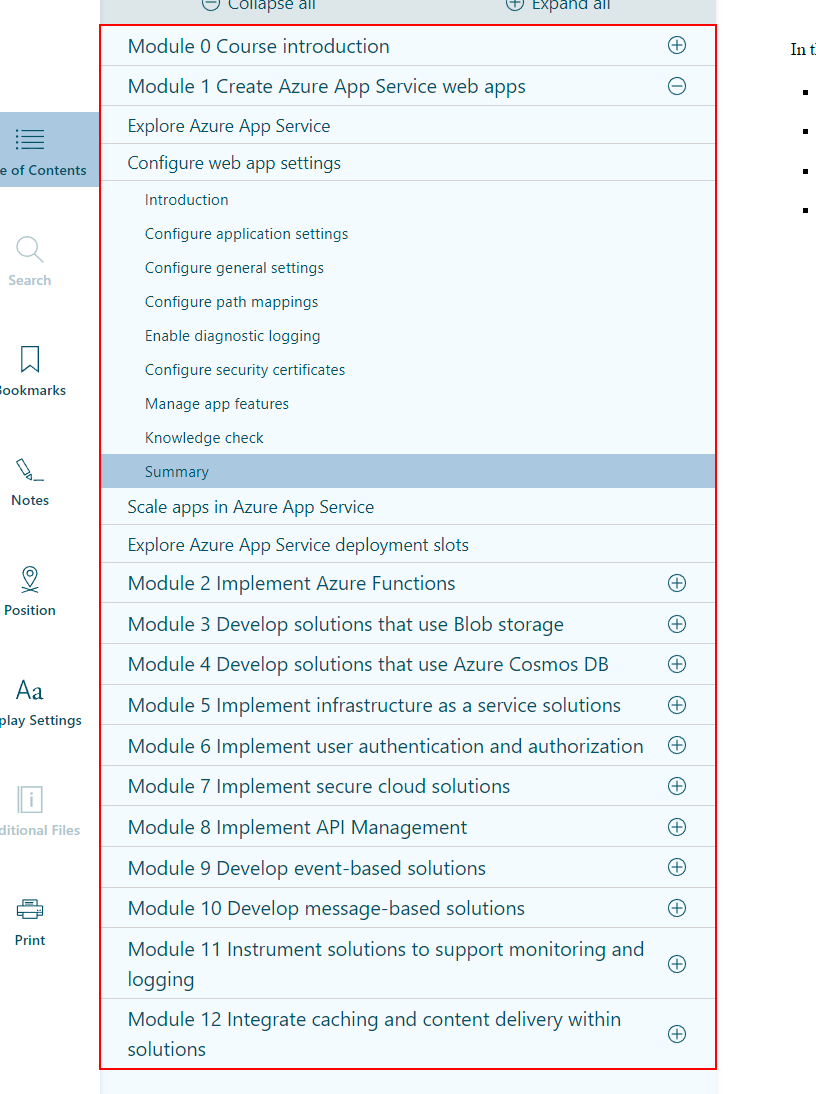 Collapse all
Expand all
Module 0 Course introduction
In t
Module 1 Create Azure App Service web apps
Explore Azure App Service
Configure web app settings
e of Contents
Introduction
Configure application settings
Configure general settings
Search
Configure path mappings
Enable diagnostic logging
Configure security certificates
Bookmarks
Manage app features
Knowledge check
Summary
Notes
Scale apps in Azure App Service
Explore Azure App Service deployment slots
Module 2 Implement Azure Functions
Position
Module 3 Develop solutions that use Blob storage
Module 4 Develop solutions that use Azure Cosmos DB
Aa
Module 5 Implement infrastructure as a service solutions
play Settings
Module 6 Implement user authentication and authorization
Module 7 Implement secure cloud solutions
Module 8 Implement API Management
ditional Files
Module 9 Develop event-based solutions
Module 10 Develop message-based solutions
Print
Module 11 Instrument solutions to support monitoring and
logging
Module 12 Integrate caching and content delivery within
solutions